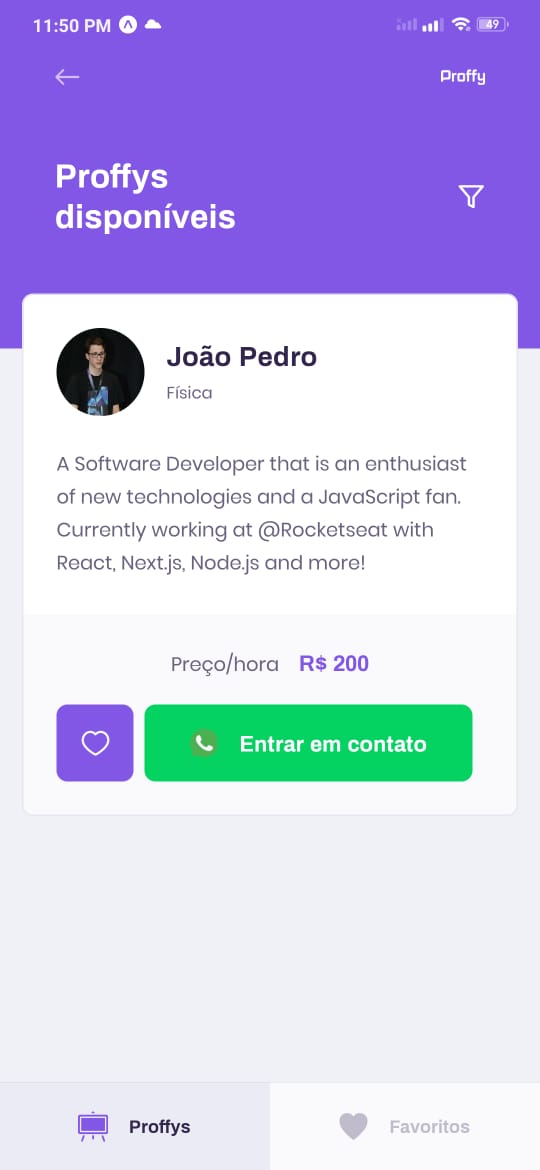 11:50 PM
49
Proffy
Proffys
disponíveis
João Pedro
Física
A Software Developer that is an enthusiast
of new technologies and a JavaScript fan.
Currently working at @Rocketseat with
React, Next.js, Node.js and more!
Preço/hora R$ 200
Entrar em contato
Proffys
Favoritos